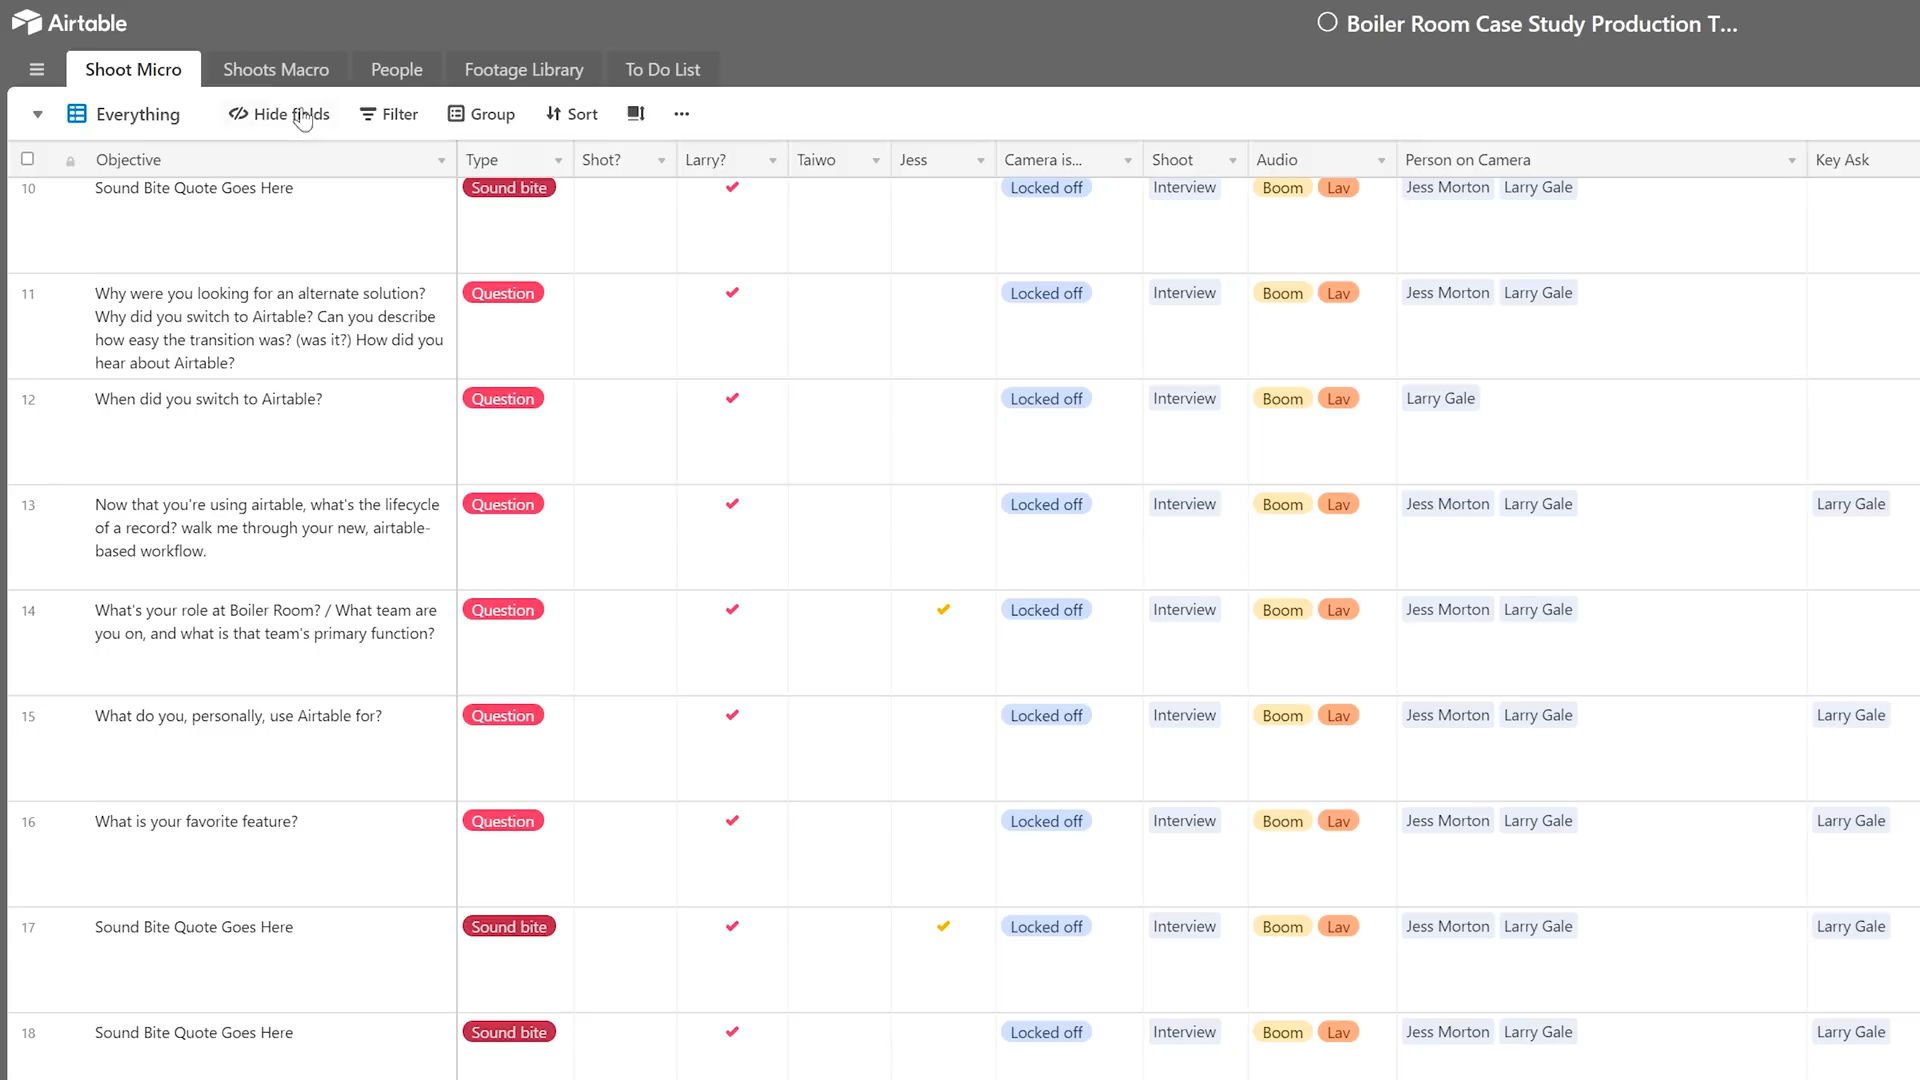 Airtable
Boiler Room Case Study Production T...
Shoot Micro
Shoots Macro
People
Footage Library
To Do List
Everything
Hide fields
Filter
Group
Sort
Objective
Type
Shot?
Larry?
Taiwo
Jess
Camera is...
Shoot
Audio
Person on Camera
Key Ask
10
Sound Bite Quote Goes Here
Sound bite
Locked off
Interview
Boom
Lav
Jess Morton
Larry Gale
11
Why were you looking for an alternate solution?
Why did you switch to Airtable? Can you describe
how easy the transition was? (was it?) How did you
hear about Airtable?
Question
Locked off
Interview
Boom
Lav
Jess Morton
Larry Gale
12
When did you switch to Airtable?
Question
Locked off
Interview
Boom
Lav
Larry Gale
13
Now that you're using airtable, what's the lifecycle
of a record? walk me through your new, airtable-
based workflow.
Question
Locked off
Interview
Boom
Lav
Jess Morton
Larry Gale
Larry Gale
14
What's your role at Boiler Room? / What team are
you on, and what is that team's primary function?
Question
Locked off
Interview
Boom
Lav
Jess Morton
Larry Gale
15
What do you, personally, use Airtable for?
Question
Locked off
Interview
Boom
Lav
Jess Morton
Larry Gale
Larry Gale
16
What is your favorite feature?
Question
Locked off
Interview
Boom
Lav
Jess Morton
Larry Gale
Larry Gale
17
Sound Bite Quote Goes Here
Sound bite
Locked off
Interview
Boom
Lav
Jess Morton
Larry Gale
Larry Gale
18
Sound Bite Quote Goes Here
Sound bite
Locked off
Interview
Boom
Lav
Jess Morton
Larry Gale
Larry Gale